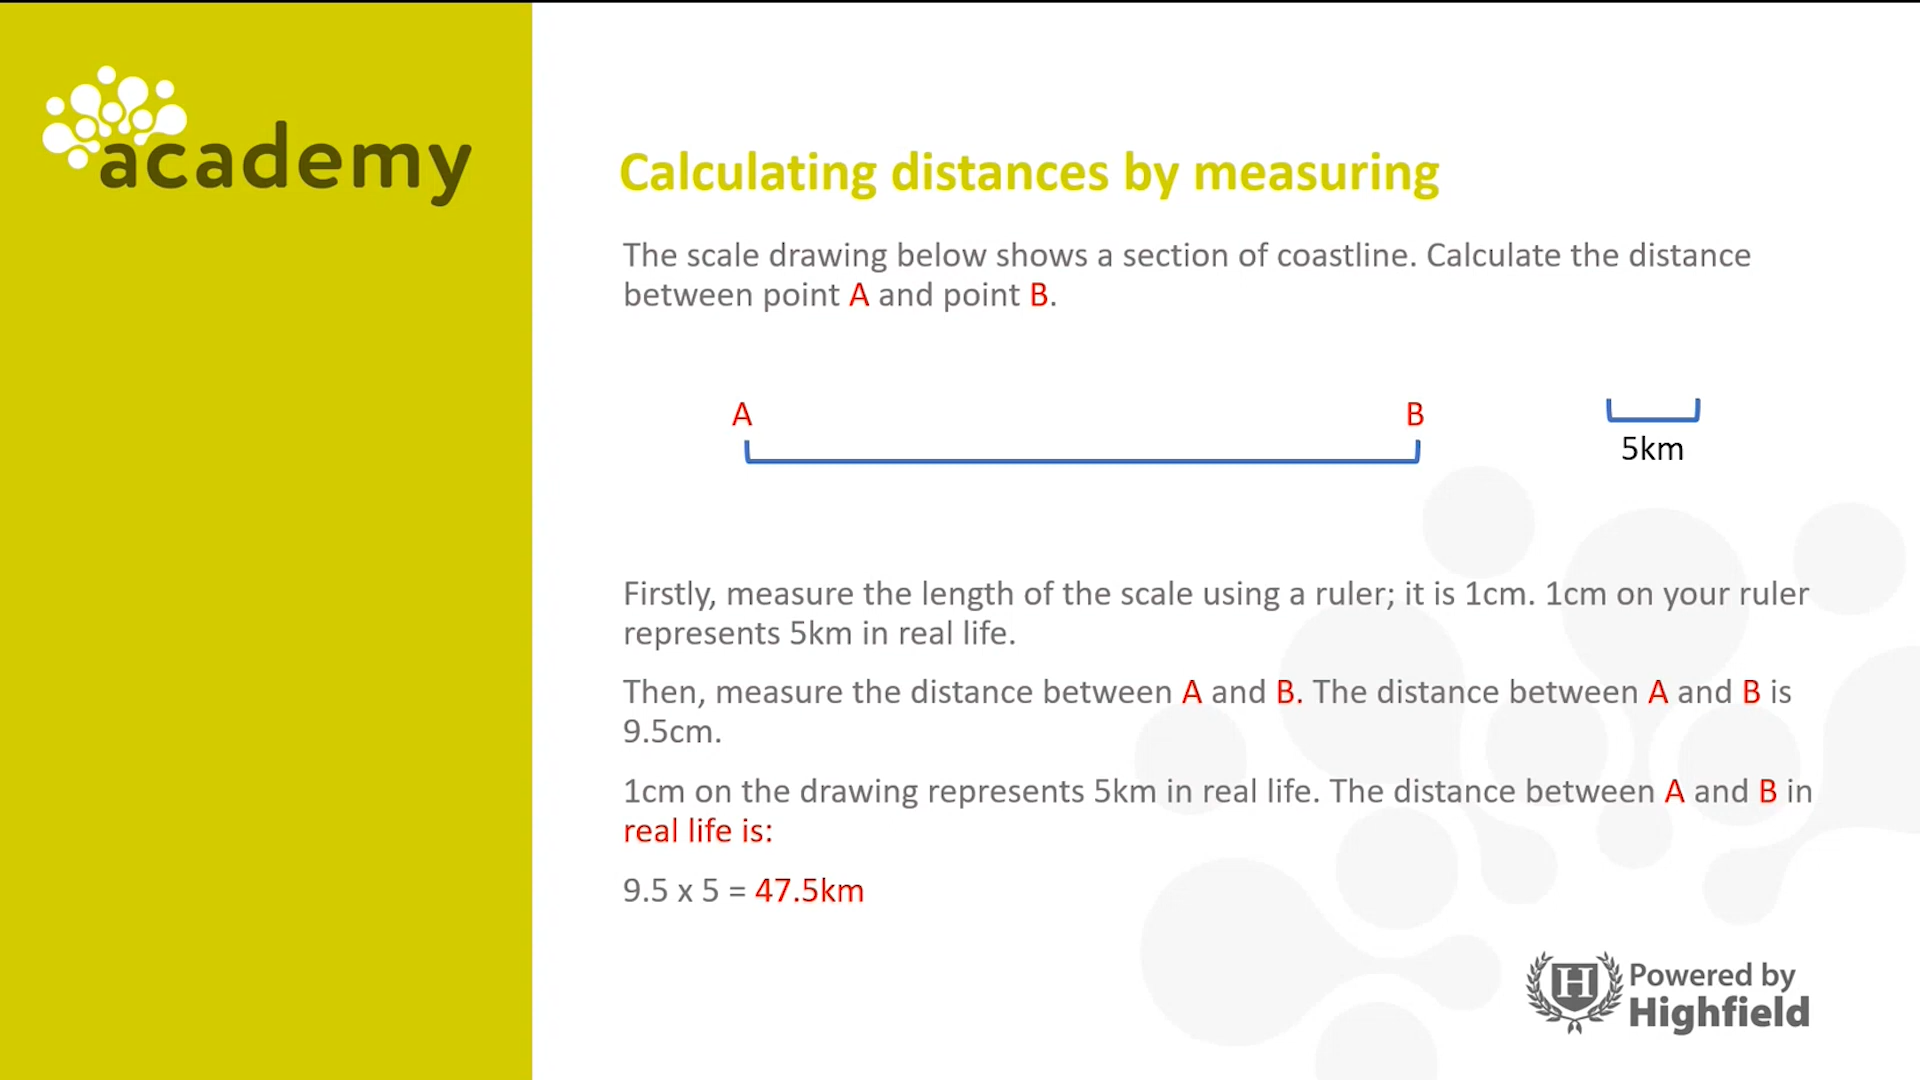 academy
Calculating distances by measuring
The scale drawing below shows a section of coastline. Calculate the distance
between point A and point B.
A
B
5km
Firstly, measure the length of the scale using a ruler; it is 1cm. 1cm on your ruler
represents 5km in real life.
Then, measure the distance between A and B. The distance between A and B is
9.5cm.
1cm on the drawing represents 5km in real life. The distance between A and B in
real life is:
9.5 x 5 = 47.5km
H
Powered by
Highfield